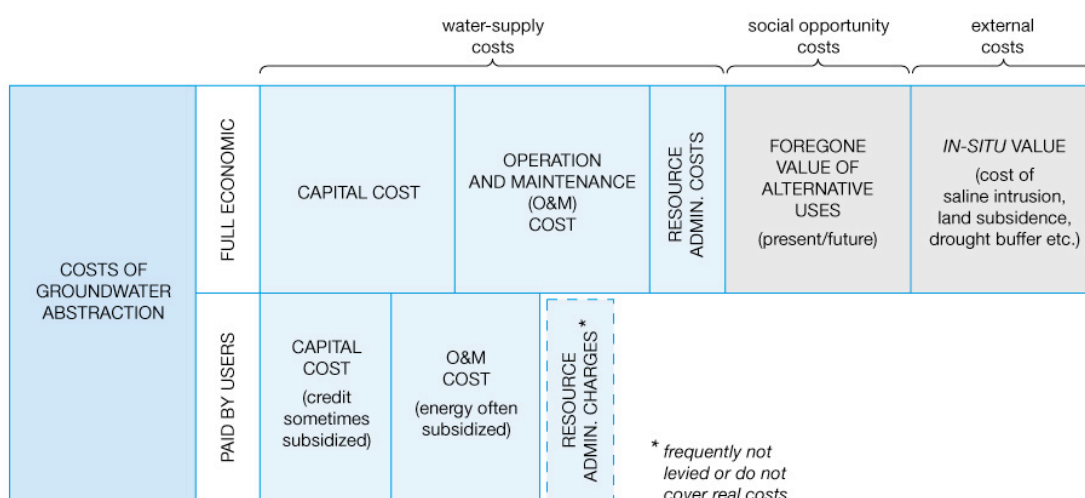 water-supply
costs
social opportunity
costs
external
costs
COSTS OF
GROUNDWATER
ABSTRACTION
FULL ECONOMIC
CAPITAL COST
OPERATION
AND MAINTENANCE
(O&M)
COST
RESOURCE
ADMIN. COSTS
FOREGONE
VALUE OF
ALTERNATIVE
USES
(present/future)
IN-SITU VALUE
(cost of
saline intrusion,
land subsidence,
drought buffer etc.)
PAID BY USERS
CAPITAL
COST
(credit
sometimes
subsidized)
O&M
COST
(energy often
subsidized)
RESOURCE
ADMIN. CHARGES*
* frequently not
levied or do not
cover real costs